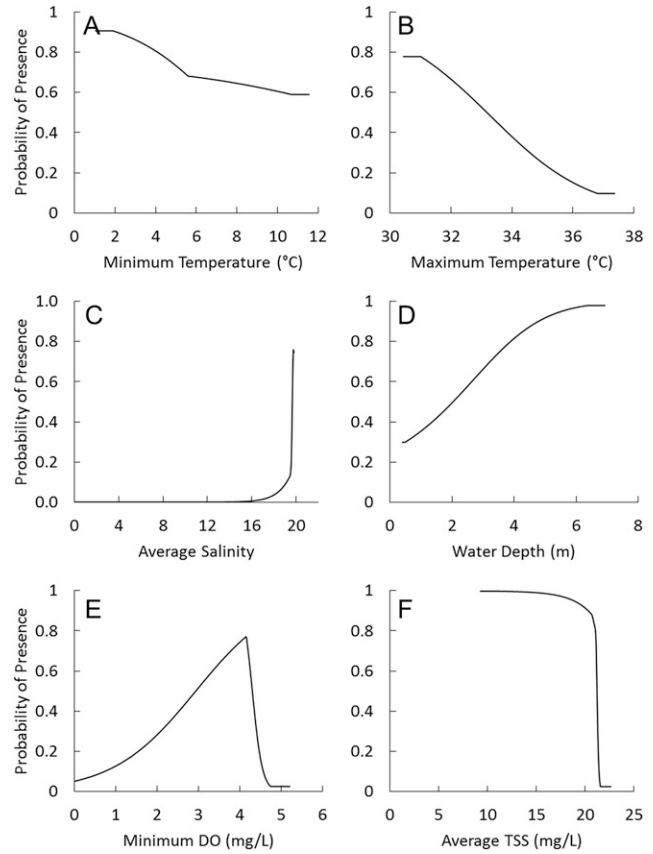 A
Probability of Presence
1
0.8
0.6
0.4
0.2
0
0 2 4 6 8 10 12
Minimum Temperature (°C)
B
1
0.8
0.6
0.4
0.2
0
30 32 34 36 38
Maximum Temperature (°C)
C
Probability of Presence
1.0
0.8
0.6
0.4
0.2
0.0
0 4 8 12 16 20
Average Salinity
D
1
0.8
0.6
0.4
0.2
0
0 2 4 6 8
Water Depth (m)
E
Probability of Presence
1
0.8
0.6
0.4
0.2
0
0 1 2 3 4 5 6
Minimum DO (mg/L)
F
1
0.8
0.6
0.4
0.2
0
0 5 10 15 20 25
Average TSS (mg/L)